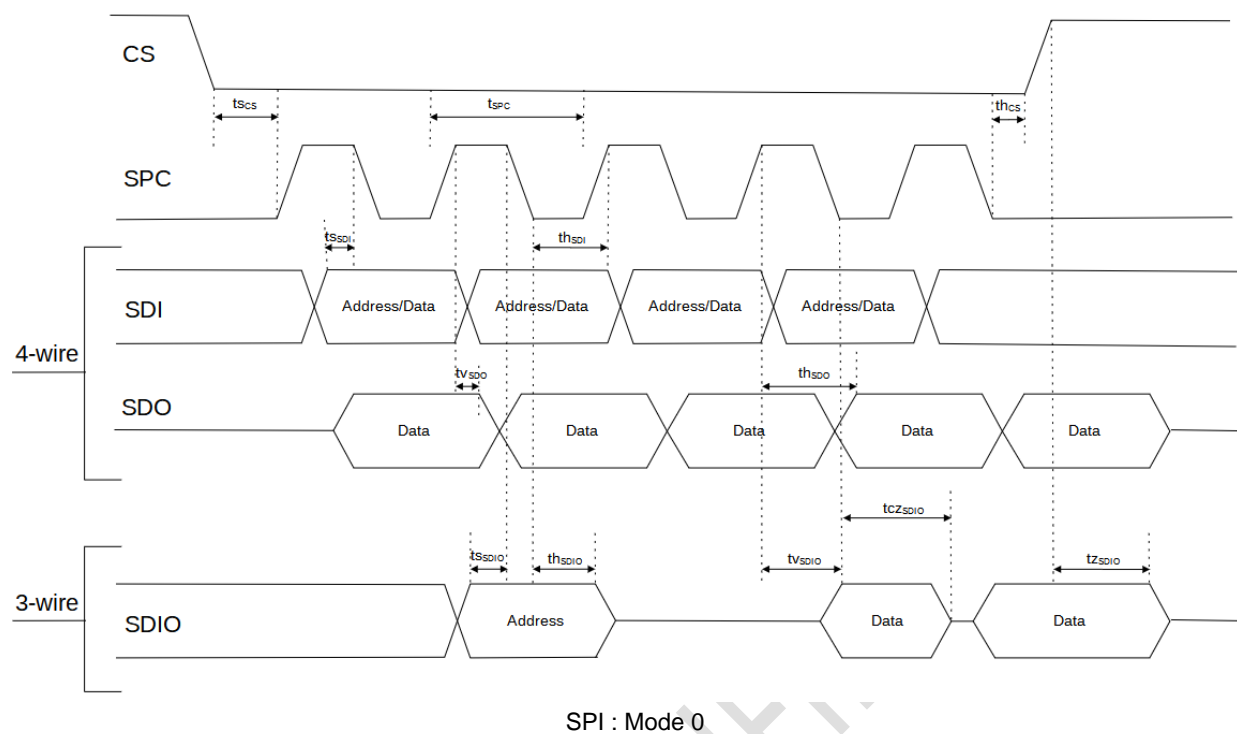 CS
tsCS
tSPC
thCS
SPC
tsSDI
thSDI
SDI
Address/Data
Address/Data
Address/Data
Address/Data
4-wire
tvSDO
thSDO
SDO
Data
Data
Data
Data
Data
tczSDIO
tsSDIO
thSDIO
tvSDIO
tzSDIO
3-wire
SDIO
Address
Data
Data
SPI : Mode 0